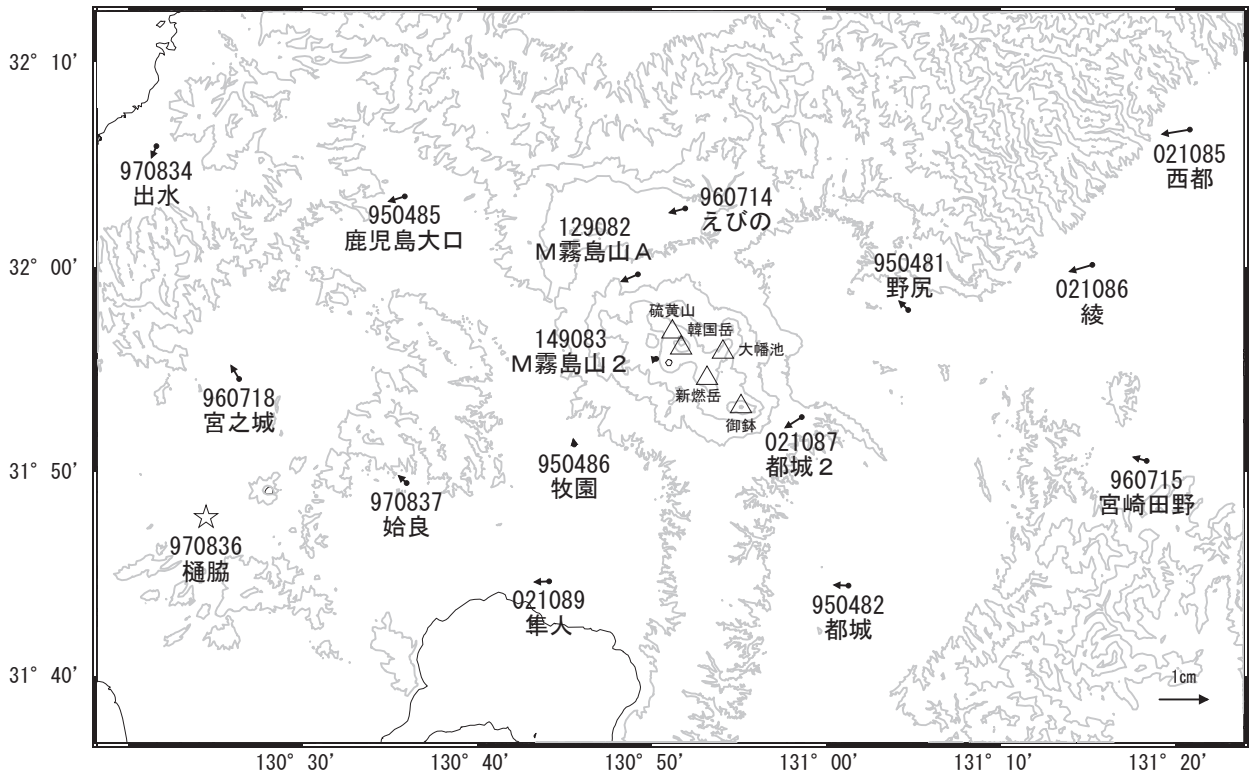 32° 10′
970834
出水
021085
西都
950485
鹿児島大口
960714
えびの
129082
M霧島山A
32° 00′
950481
野尻
021086
綾
硫黄山
韓国岳
149083
M霧島山2
大幡池
新燃岳
960718
宮之城
御鉢
021087
都城2
31° 50′
950486
牧園
960715
宮崎田野
970837
姶良
970836
樋脇
021089
隼人
950482
都城
31° 40′
1cm
130° 30′
130° 40′
130° 50′
131° 00′
131° 10′
131° 20′